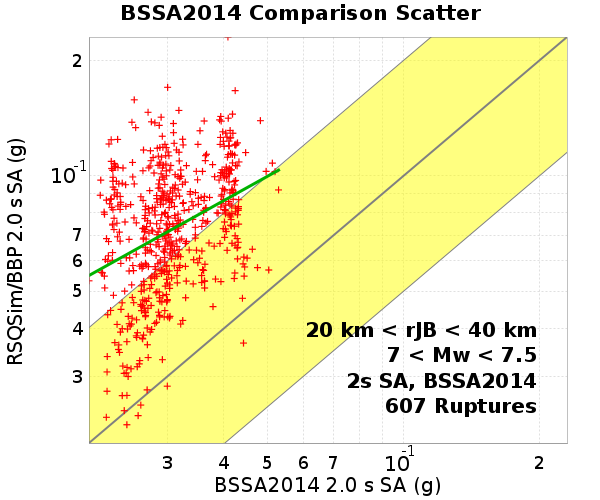 BSSA2014 Comparison Scatter
RSQSim/BBP 2.0 s SA (g)
2
10^-1
7
6
5
4
3
20 km < rJB < 40 km
7 < Mw < 7.5
2s SA, BSSA2014
607 Ruptures
3 4 5 6 7 10^-1 2
BSSA2014 2.0 s SA (g)